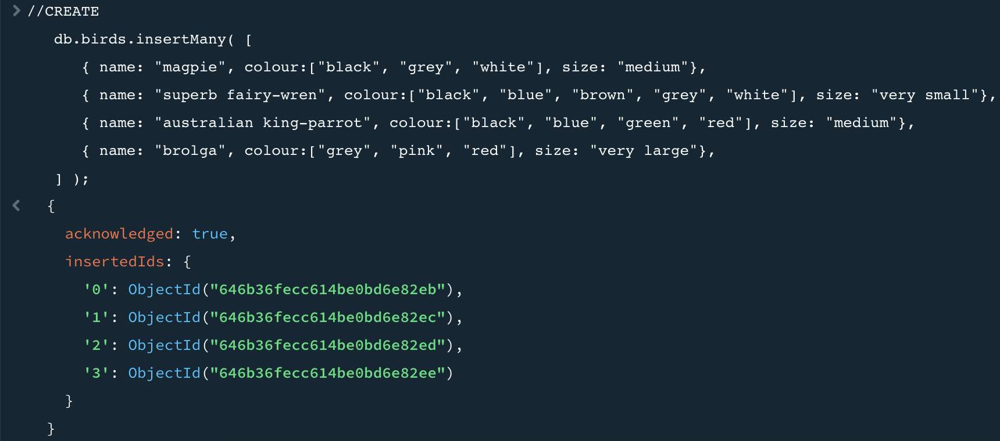 //CREATE
db.birds.insertMany( [
{ name: "magpie", colour:["black", "grey", "white"], size: "medium"},
{ name: "superb fairy-wren", colour:["black", "blue", "brown", "grey", "white"], size: "very small"},
{ name: "australian king-parrot", colour:["black", "blue", "green", "red"], size: "medium"},
{ name: "brolga", colour:["grey", "pink", "red"], size: "very large"},
] );
{
acknowledged: true,
insertedIds: {
'0': ObjectId("646b36fecc614be0bd6e82eb"),
'1': ObjectId("646b36fecc614be0bd6e82ec"),
'2': ObjectId("646b36fecc614be0bd6e82ed"),
'3': ObjectId("646b36fecc614be0bd6e82ee")
}
}